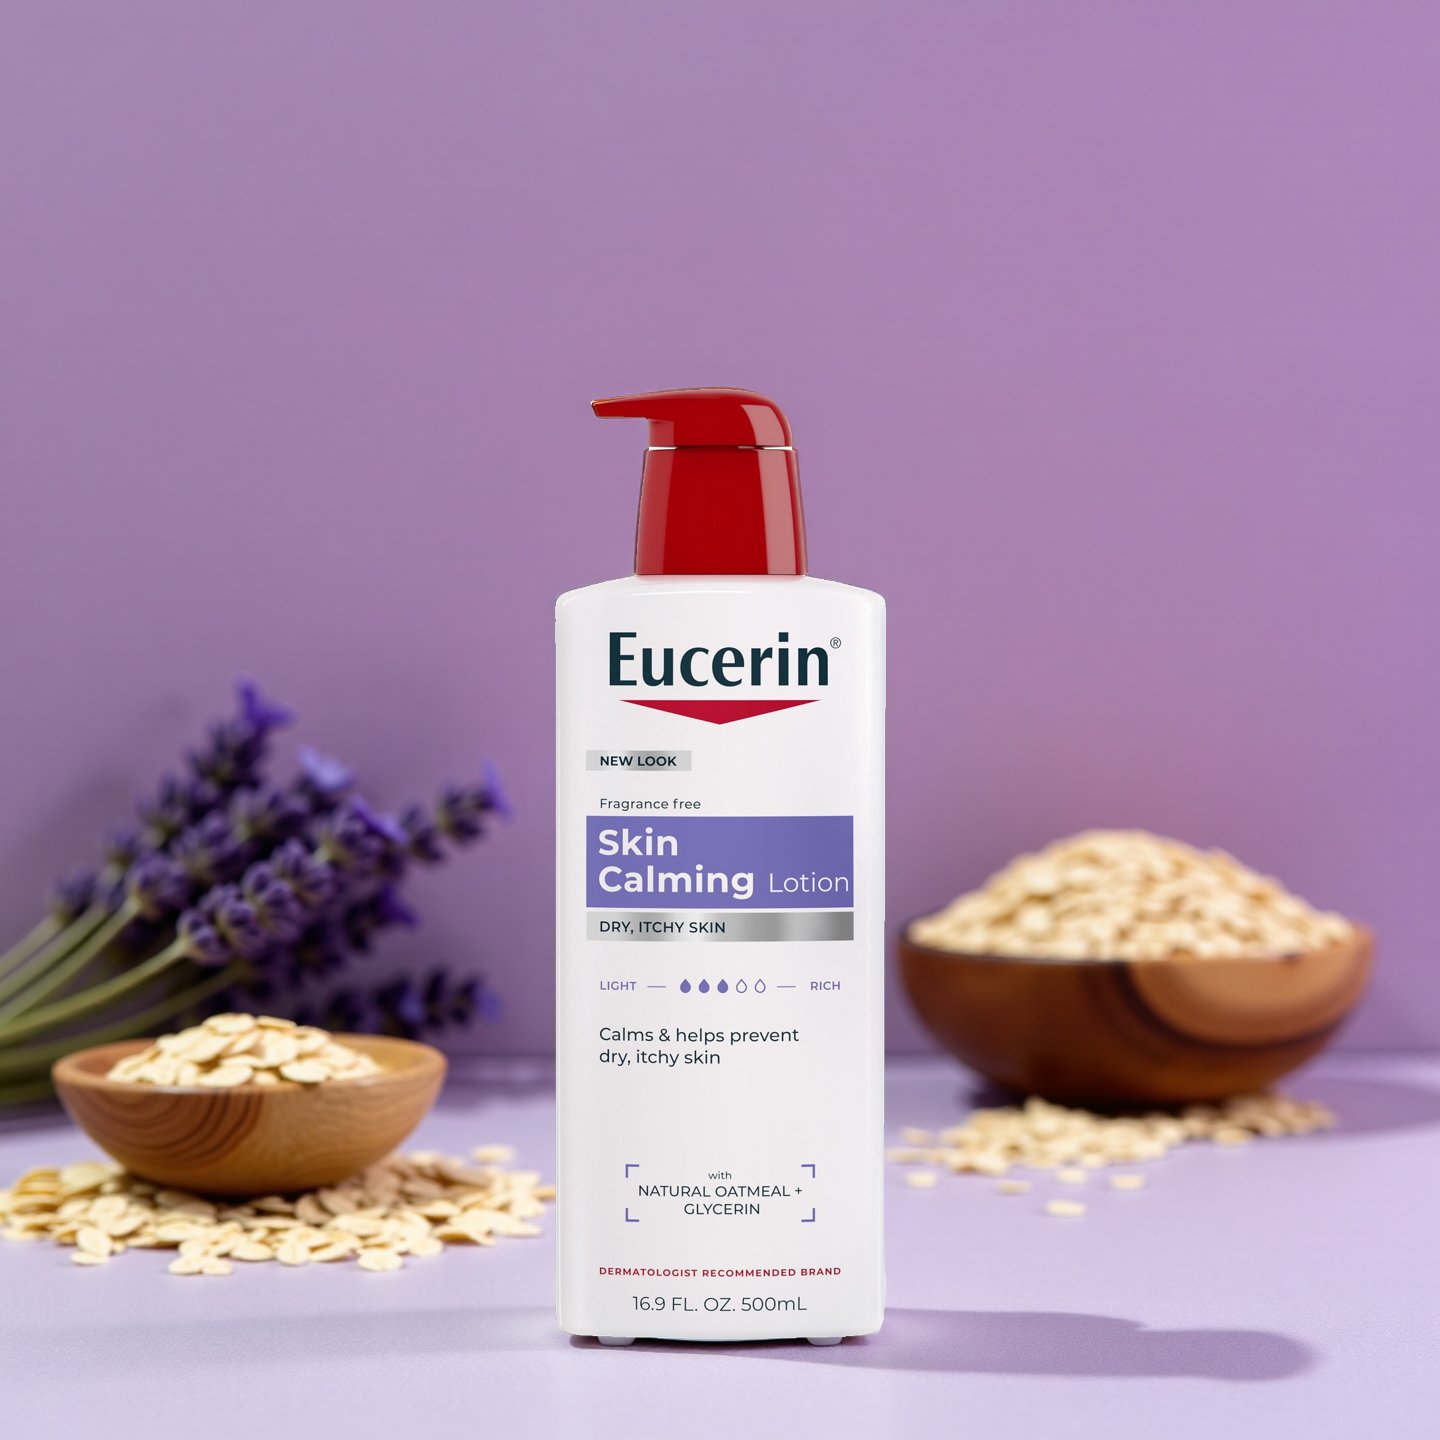 Eucerin®
NEW LOOK
Fragrance free
Skin
Calming Lotion
DRY, ITCHY SKIN
LIGHT RICH
Calms & helps prevent
dry, itchy skin
with
NATURAL OATMEAL +
GLYCERIN
DERMATOLOGIST RECOMMENDED BRAND
16.9 FL. OZ. 500mL